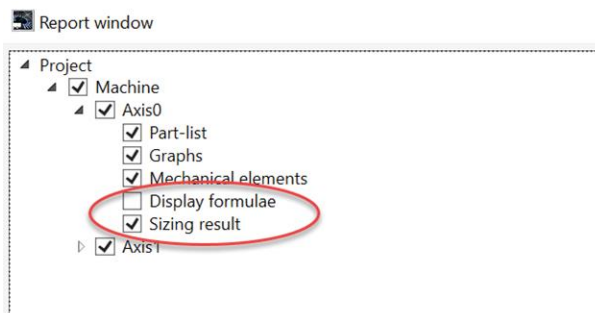 Report window
Project
Machine
Axis0
Part-list
Graphs
Mechanical elements
Display formulae
Sizing result
Axis1